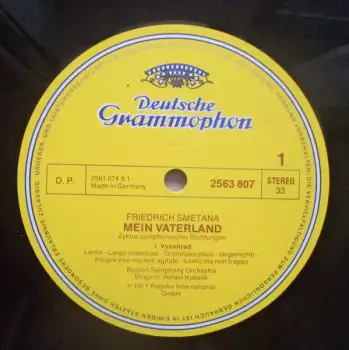 Deutsche
Grammophon
1
D. P.
2561 074 S 1
Made in Germany
2563 807
STEREO
33
FRIEDRICH SMETANA
MEIN VATERLAND
Zyklus symphonischer Dichtungen
I. Vyšehrad
Lento - Largo maestoso - Grandioso poco - largamente -
Allegro vivo ma non agitato - Lento ma non troppo
Boston Symphony Orchestra
Dirigent: Rafael Kubelik
℗ 1971 Polydor International
GmbH